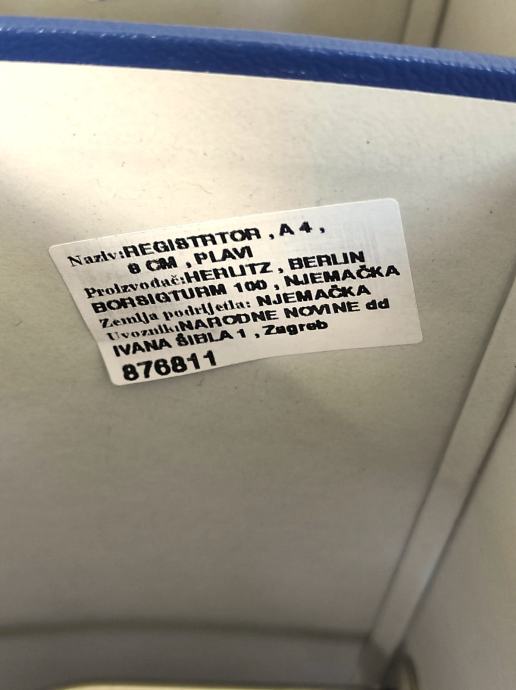 Naziv:REGISTRTOR , A 4 ,
8 CM , PLAVI
Proizvođač:HERLITZ , BERLIN
BORSIGTURM 100 , NJEMAČKA
Zemlja podrijetla: NJEMAČKA
Uvoznik:NARODNE NOVINE dd
IVANA ŠIBLA 1 , Zagreb
876811